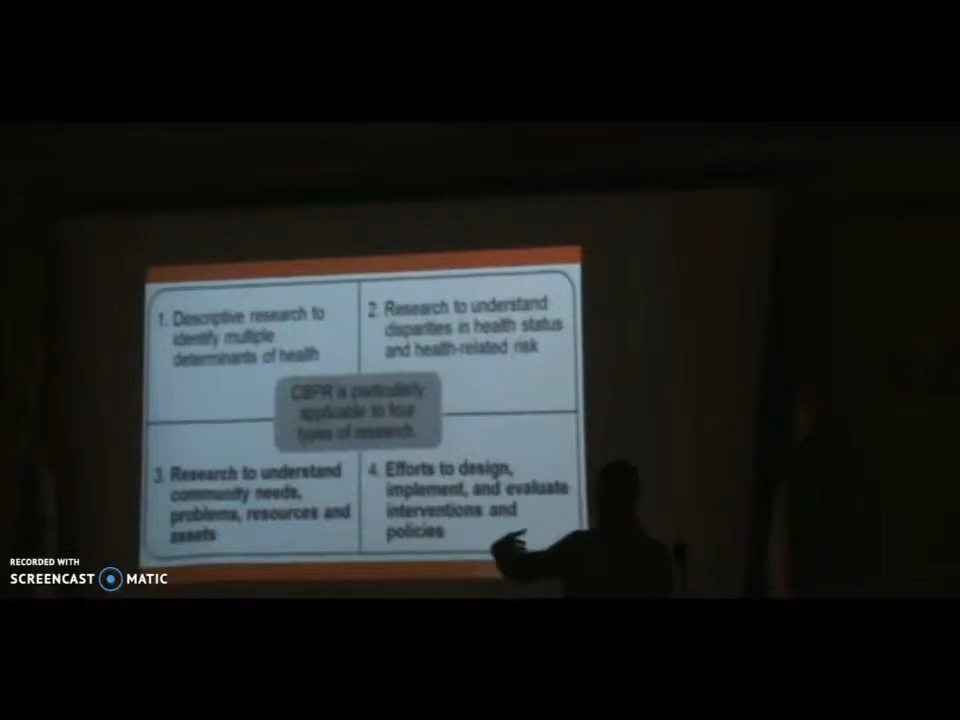 1. Descriptive research to
identify multiple
determinants of health
2. Research to understand
disparities in health status
and health-related risk
CBPR is particularly
applicable to four
types of research.
3. Research to understand
community needs,
problems, resources and
assets
4. Efforts to design,
implement, and evaluate
interventions and
policies
RECORDED WITH
SCREENCAST MATIC